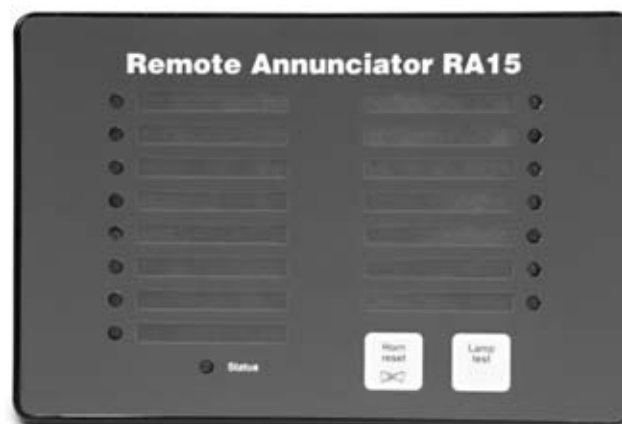 Remote Annunciator RA15
Status
Horn
reset
Lamp
test